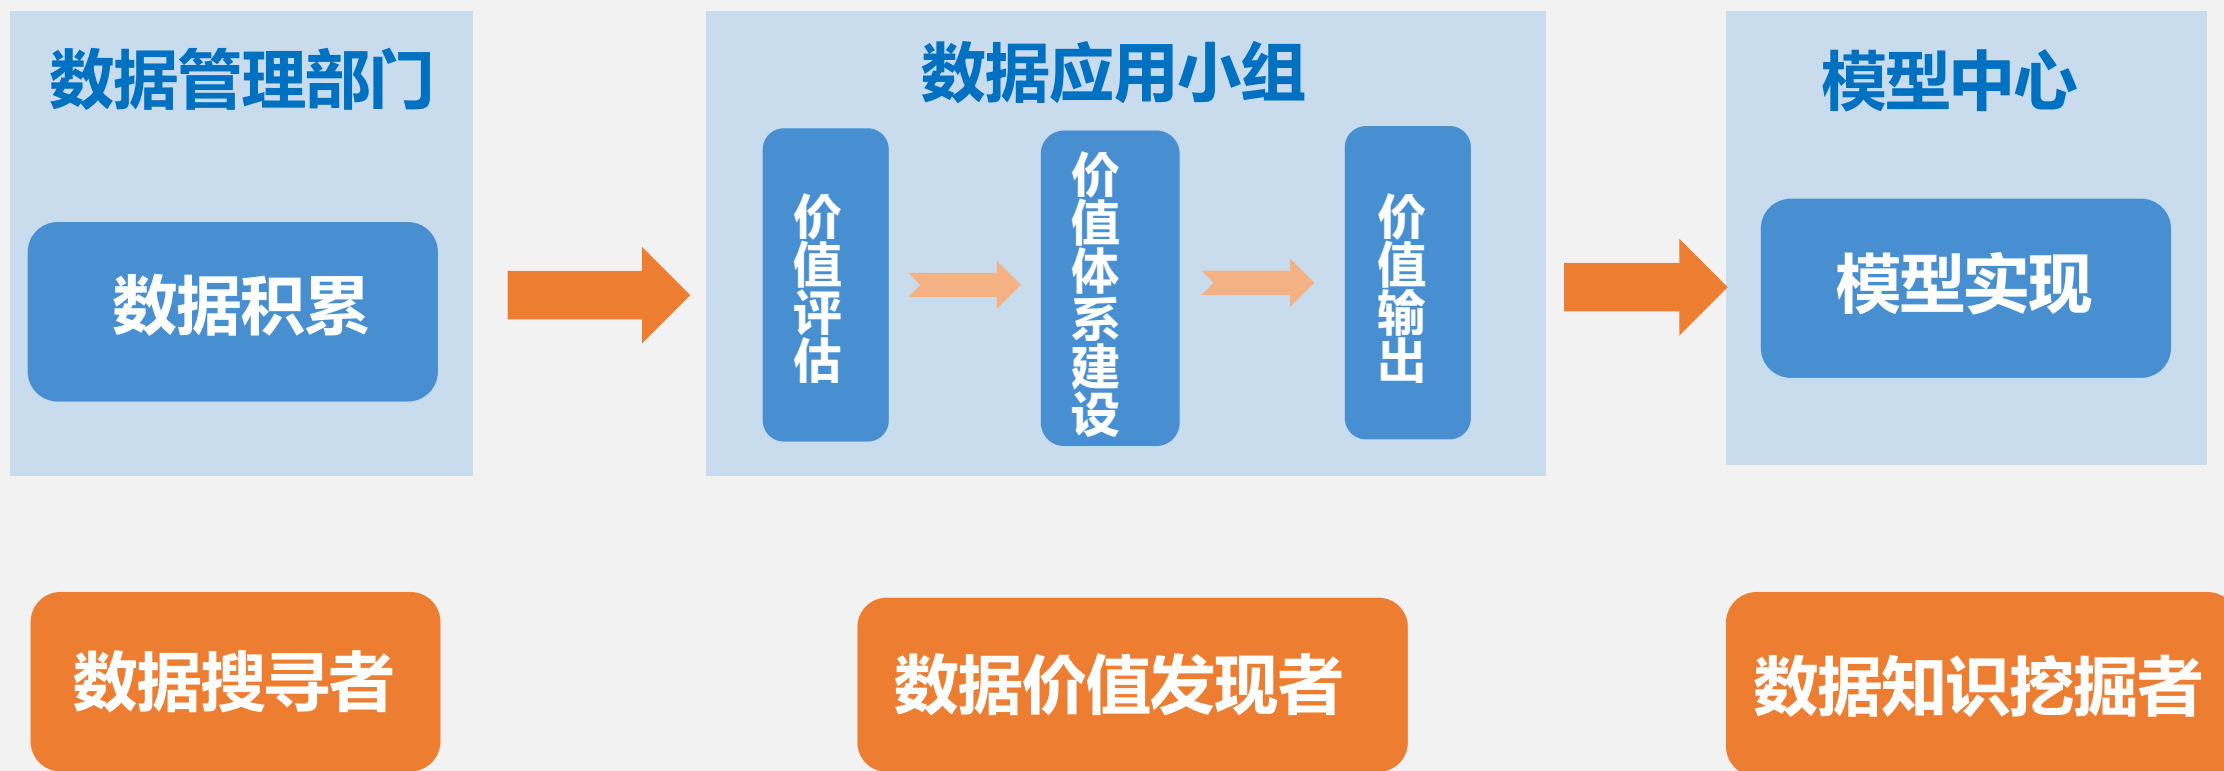 数据管理部门
数据积累
数据应用小组
价值评估
价值体系建设
价值输出
模型中心
模型实现
数据搜寻者
数据价值发现者
数据知识挖掘者